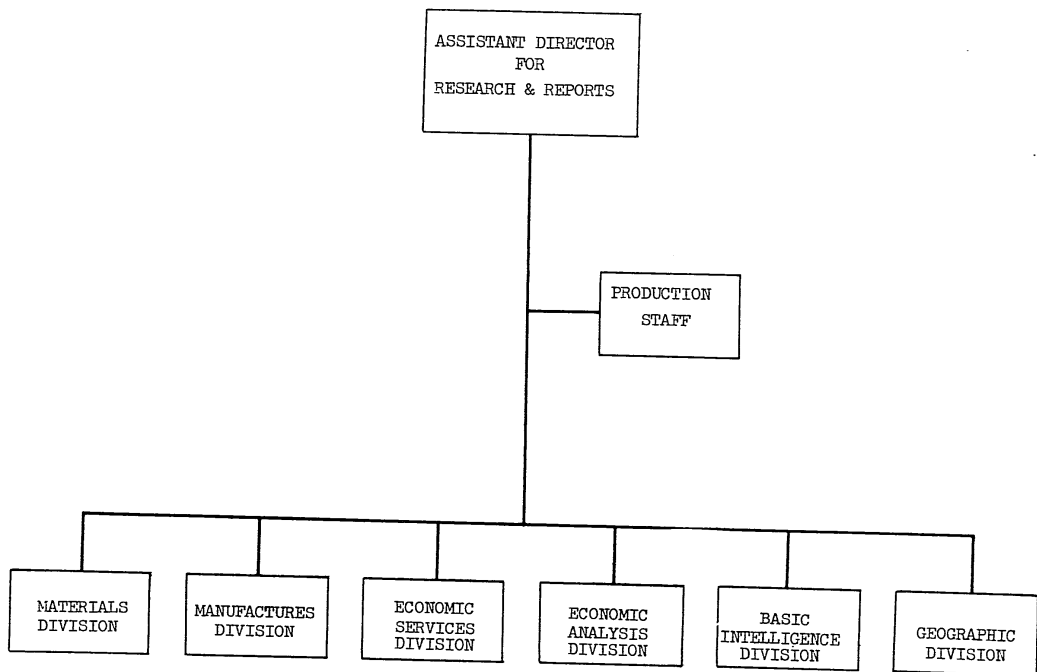 ASSISTANT DIRECTOR
FOR
RESEARCH & REPORTS
PRODUCTION
STAFF
MATERIALS
DIVISION
MANUFACTURES
DIVISION
ECONOMIC
SERVICES
DIVISION
ECONOMIC
ANALYSIS
DIVISION
BASIC
INTELLIGENCE
DIVISION
GEOGRAPHIC
DIVISION